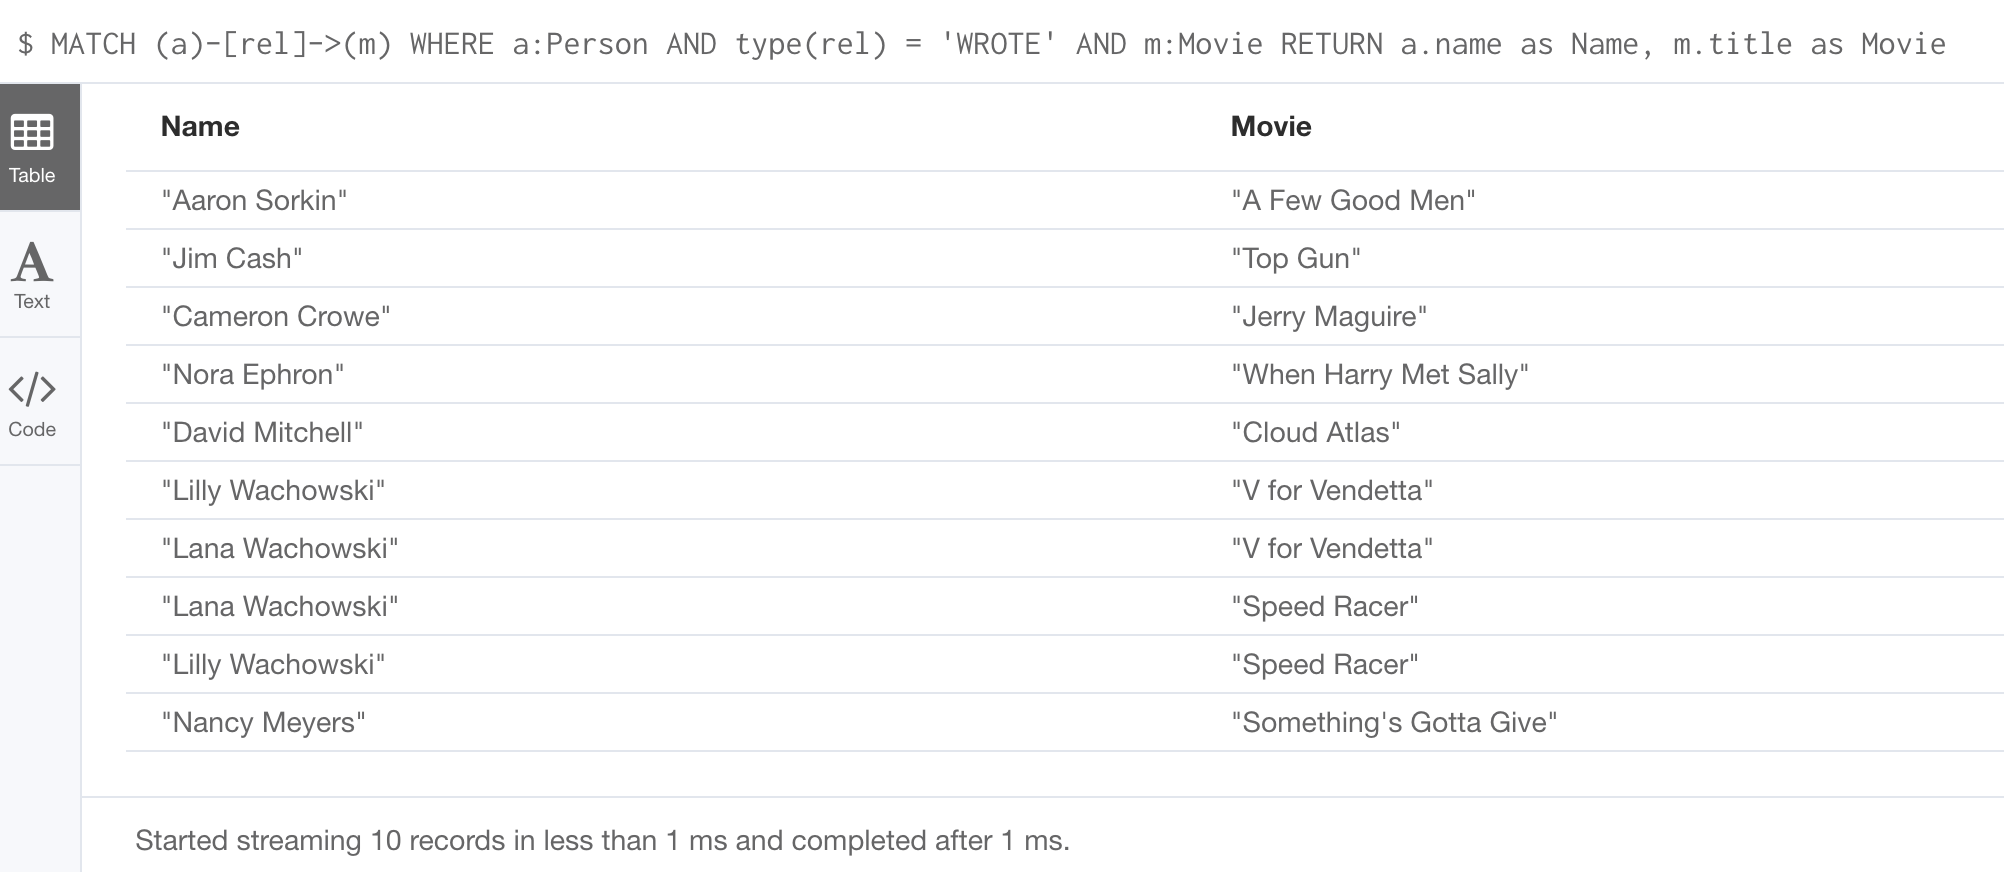 $ MATCH (a)-[rel]->(m) WHERE a:Person AND type(rel) = 'WROTE' AND m:Movie RETURN a.name as Name, m.title as Movie
Table
Text
Code
Name Movie
"Aaron Sorkin" "A Few Good Men"
"Jim Cash" "Top Gun"
"Cameron Crowe" "Jerry Maguire"
"Nora Ephron" "When Harry Met Sally"
"David Mitchell" "Cloud Atlas"
"Lilly Wachowski" "V for Vendetta"
"Lana Wachowski" "V for Vendetta"
"Lana Wachowski" "Speed Racer"
"Lilly Wachowski" "Speed Racer"
"Nancy Meyers" "Something's Gotta Give"
Started streaming 10 records in less than 1 ms and completed after 1 ms.